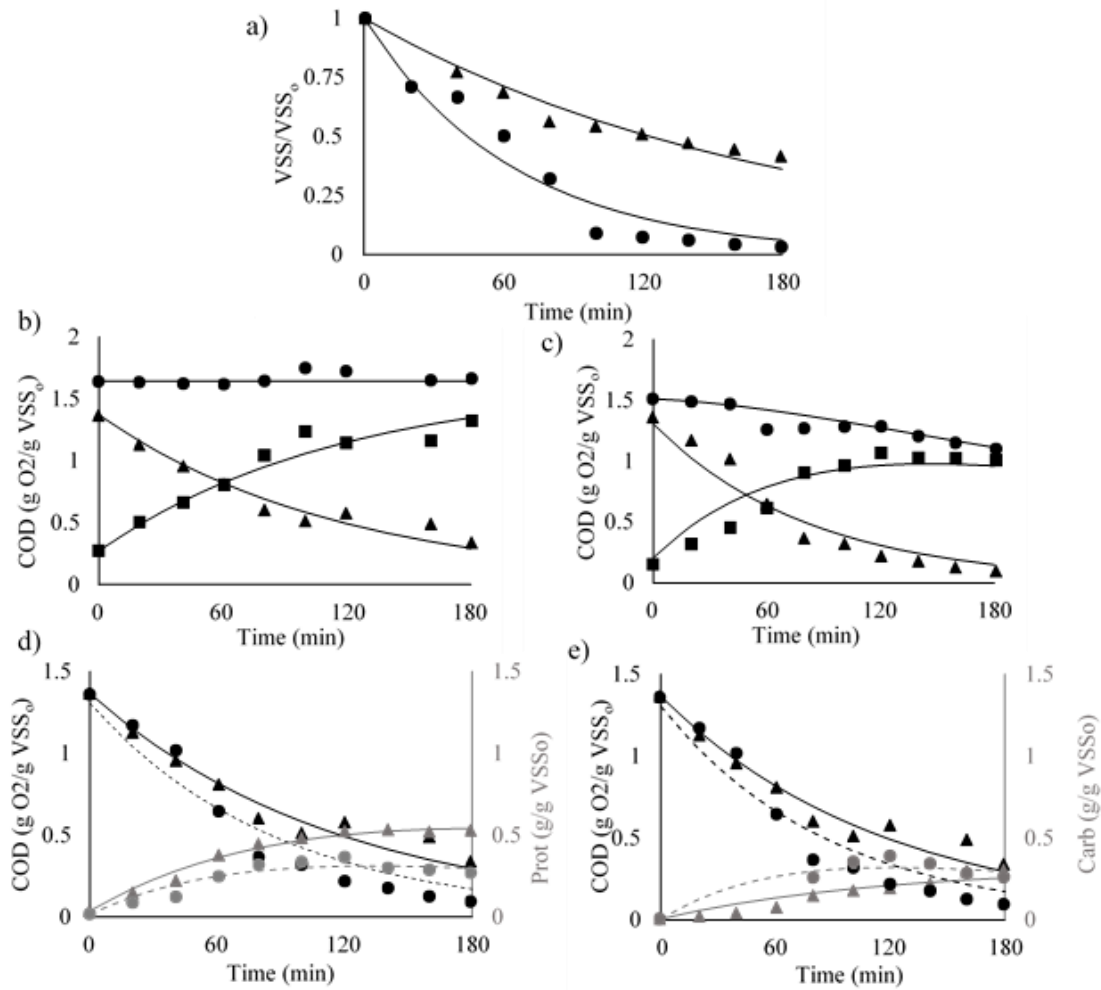 a)
VSS/VSSo
1
0.75
0.5
0.25
0
0 60 120 180
Time (min)
b)
COD (g O2/g VSSo)
2
1.5
1
0.5
0
0 60 120 180
Time (min)
c)
COD (g O2/g VSSo)
2
1.5
1
0.5
0
0 60 120 180
Time (min)
d)
COD (g O2/g VSSo)
1.5
1
0.5
0
0 60 120 180
Time (min)
1.5
1
0.5
0
Prot (g/g VSSo)
e)
COD (g O2/g VSSo)
1.5
1
0.5
0
0 60 120 180
Time (min)
1.5
1
0.5
0
Carb (g/g VSSo)